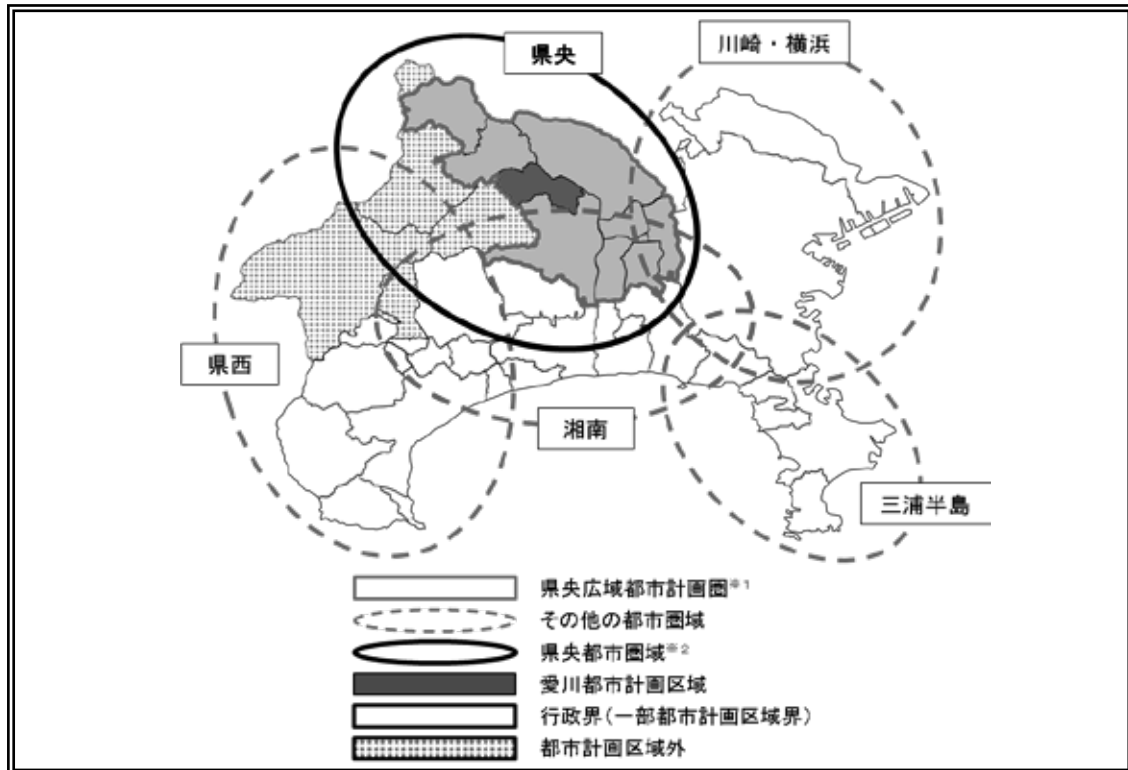 県央
川崎・横浜
県西
湘南
三浦半島
県央広域都市計画圏※1
その他の都市圏域
県央都市圏域※2
愛川都市計画区域
行政界(一部都市計画区域界)
都市計画区域外